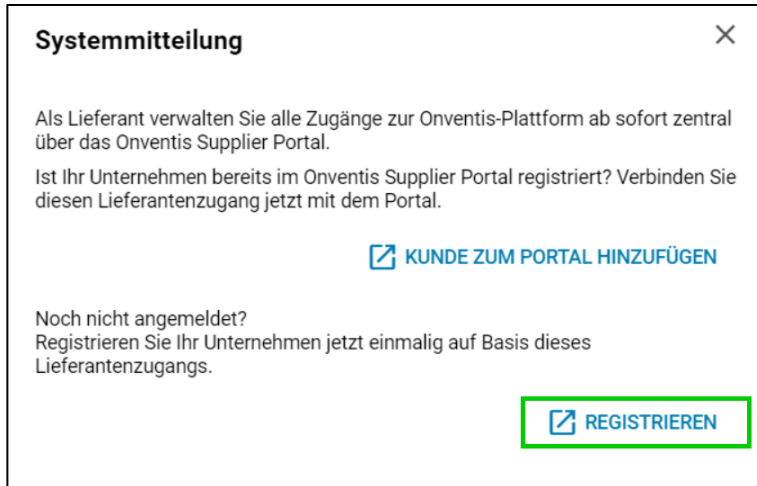 Systemmitteilung
Als Lieferant verwalten Sie alle Zugänge zur Onventis-Plattform ab sofort zentral
über das Onventis Supplier Portal.
Ist Ihr Unternehmen bereits im Onventis Supplier Portal registriert? Verbinden Sie
diesen Lieferantenzugang jetzt mit dem Portal.
KUNDE ZUM PORTAL HINZUFÜGEN
Noch nicht angemeldet?
Registrieren Sie Ihr Unternehmen jetzt einmalig auf Basis dieses
Lieferantenzugangs.
REGISTRIEREN